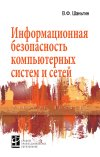 В.Ф. Шаньгин
Информационная
безопасность
компьютерных
систем и сетей